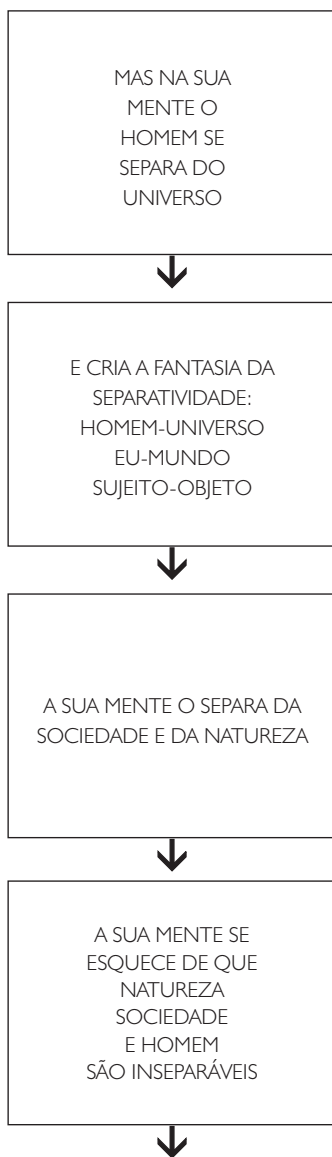 MAS NA SUA
MENTE O
HOMEM SE
SEPARA DO
UNIVERSO
E CRIA A FANTASIA DA
SEPARATIVIDADE:
HOMEM-UNIVERSO
EU-MUNDO
SUJEITO-OBJETO
A SUA MENTE O SEPARA DA
SOCIEDADE E DA NATUREZA
A SUA MENTE SE
ESQUECE DE QUE
NATUREZA
SOCIEDADE
E HOMEM
SÃO INSEPARÁVEIS